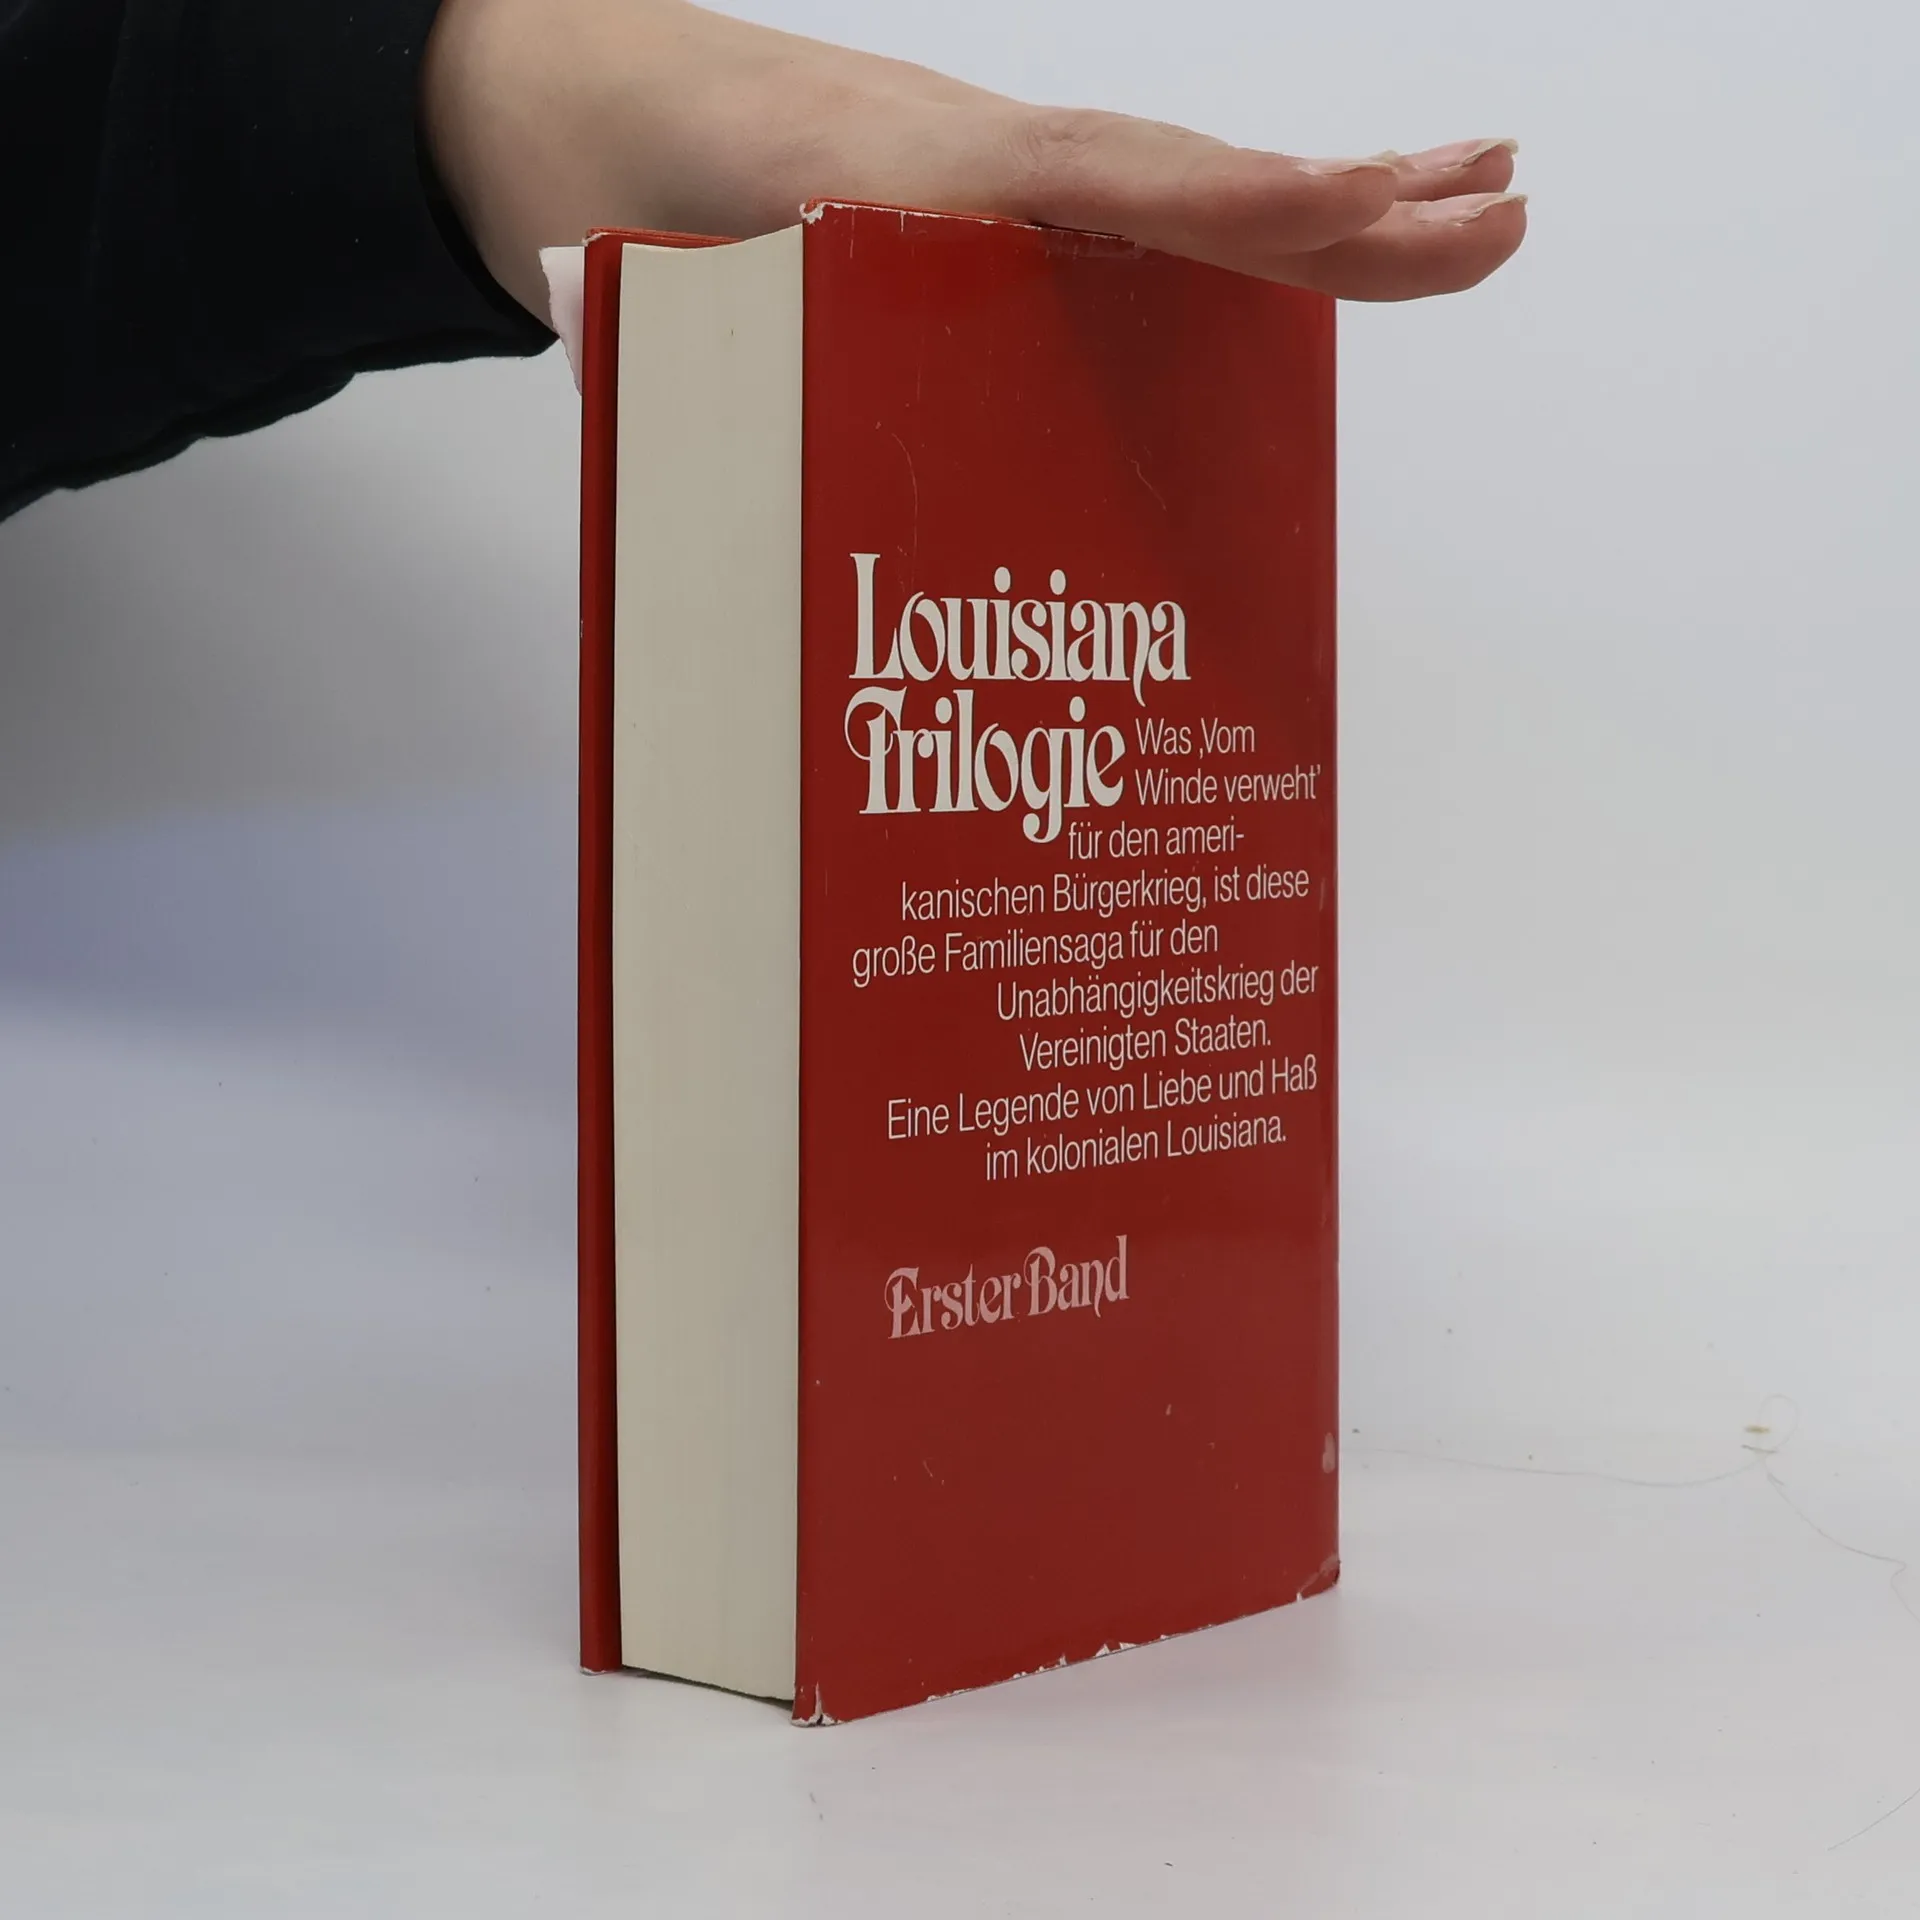 Louisiana
Trilogie Was ‚Vom
Winde verweht’
für den ameri-
kanischen Bürgerkrieg, ist diese
große Familiensaga für den
Unabhängigkeitskrieg der
Vereinigten Staaten.
Eine Legende von Liebe und Haß
im kolonialen Louisiana.
Erster Band